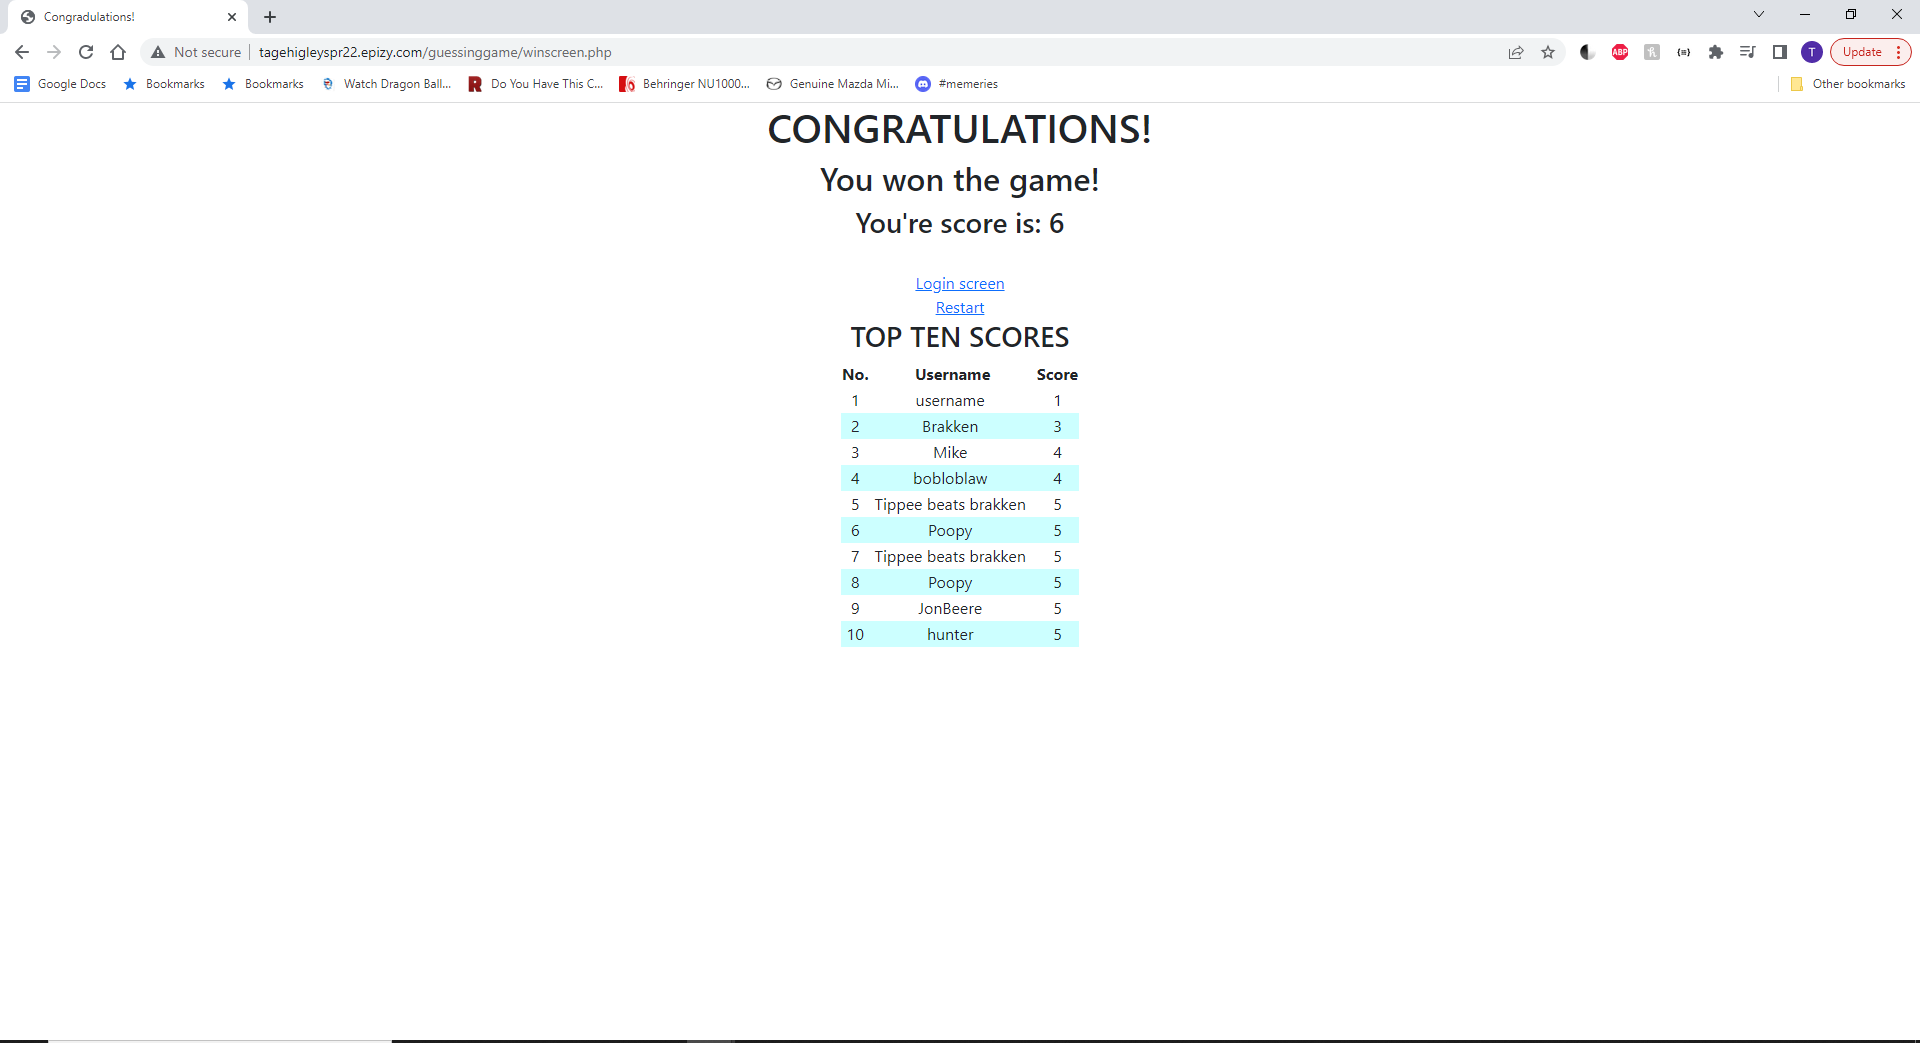 Congradulations!
Not secure tagehigleyspr22.epizy.com/guessinggame/winscreen.php ABP T Update
Google Docs Bookmarks Bookmarks Watch Dragon Ball... Do You Have This C... Behringer NU1000... Genuine Mazda Mi... #memeries Other bookmarks
CONGRATULATIONS!
You won the game!
You're score is: 6
Login screen
Restart
TOP TEN SCORES
No. Username Score
1 username 1
2 Brakken 3
3 Mike 4
4 bobloblaw 4
5 Tippee beats brakken 5
6 Poopy 5
7 Tippee beats brakken 5
8 Poopy 5
9 JonBeere 5
10 hunter 5